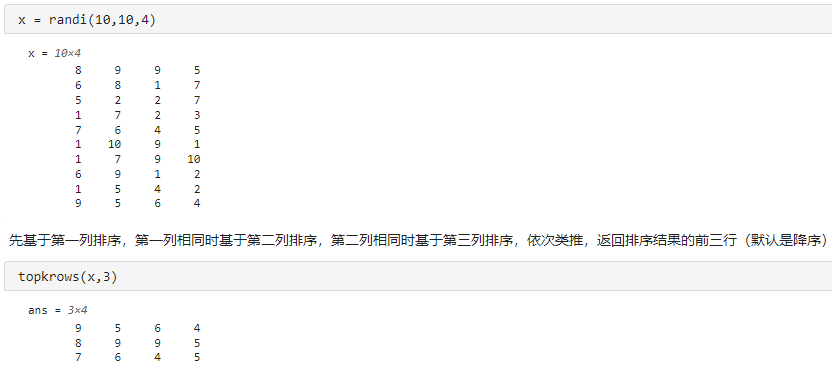 x = randi(10,10,4)
x = 10×4
8 9 9 5
6 8 1 7
5 2 2 7
1 7 2 3
7 6 4 5
1 10 9 1
1 7 9 10
6 9 1 2
1 5 4 2
9 5 6 4
先基于第一列排序，第一列相同时基于第二列排序，第二列相同时基于第三列排序，依次类推，返回排序结果的前三行（默认是降序）
topkrows(x,3)
ans = 3×4
9 5 6 4
8 9 9 5
7 6 4 5